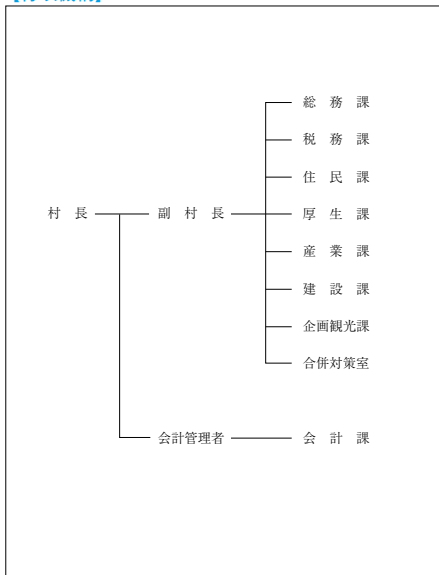 総務課
税務課
住民課
村長 副村長 厚生課
産業課
建設課
企画観光課
合併対策室
会計管理者 会計課